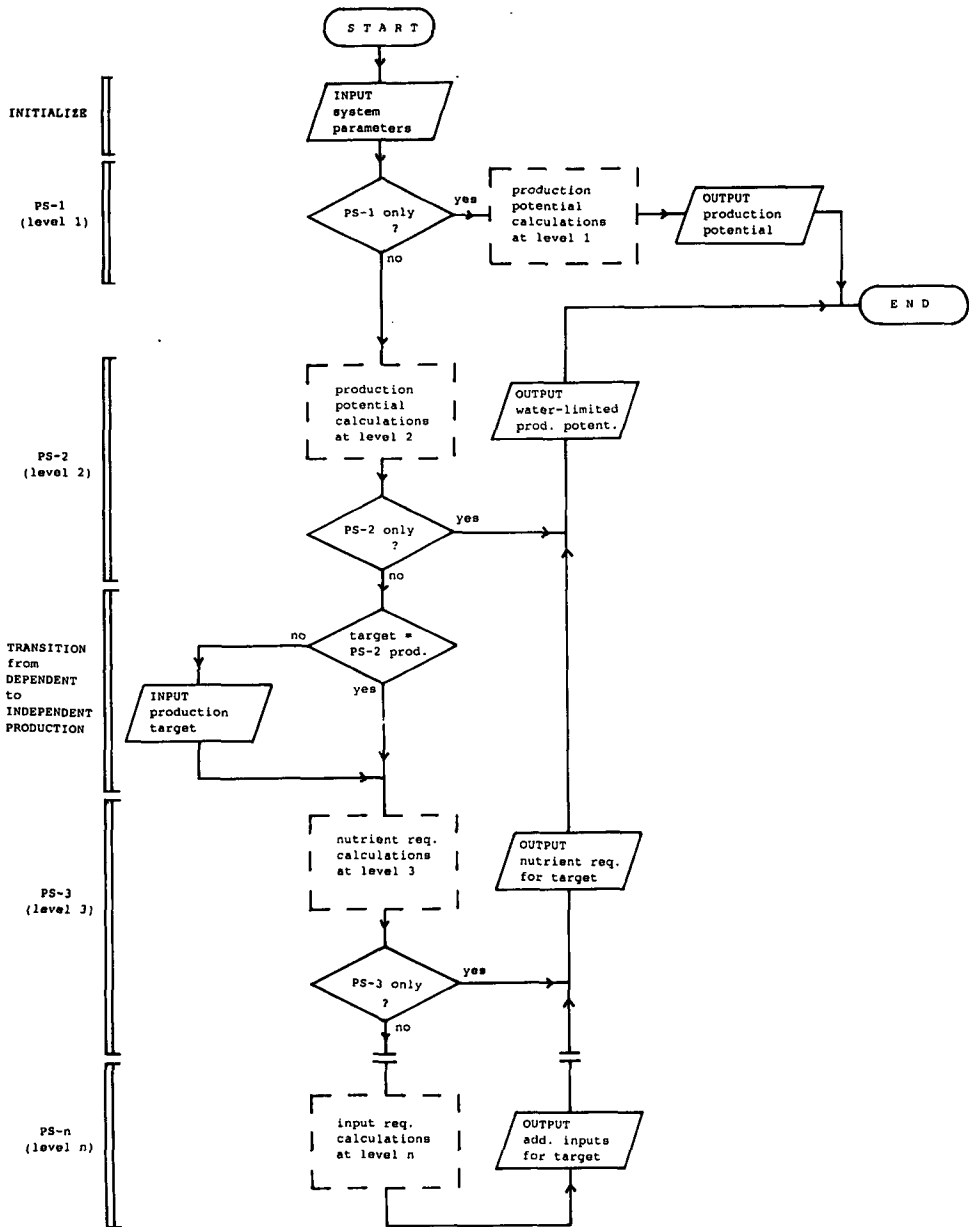 S T A R T
INITIALIZE
INPUT
system
parameters
PS-1
(level 1)
PS-1 only
?
yes
no
production
potential
calculations
at level 1
OUTPUT
production
potential
E N D
PS-2
(level 2)
production
potential
calculations
at level 2
OUTPUT
water-limited
prod. potent.
PS-2 only
?
yes
no
TRANSITION
from
DEPENDENT
to
INDEPENDENT
PRODUCTION
target =
PS-2 prod.
no
yes
INPUT
production
target
PS-3
(level 3)
nutrient req.
calculations
at level 3
OUTPUT
nutrient req.
for target
PS-3 only
?
yes
no
PS-n
(level n)
input req.
calculations
at level n
OUTPUT
add. inputs
for target